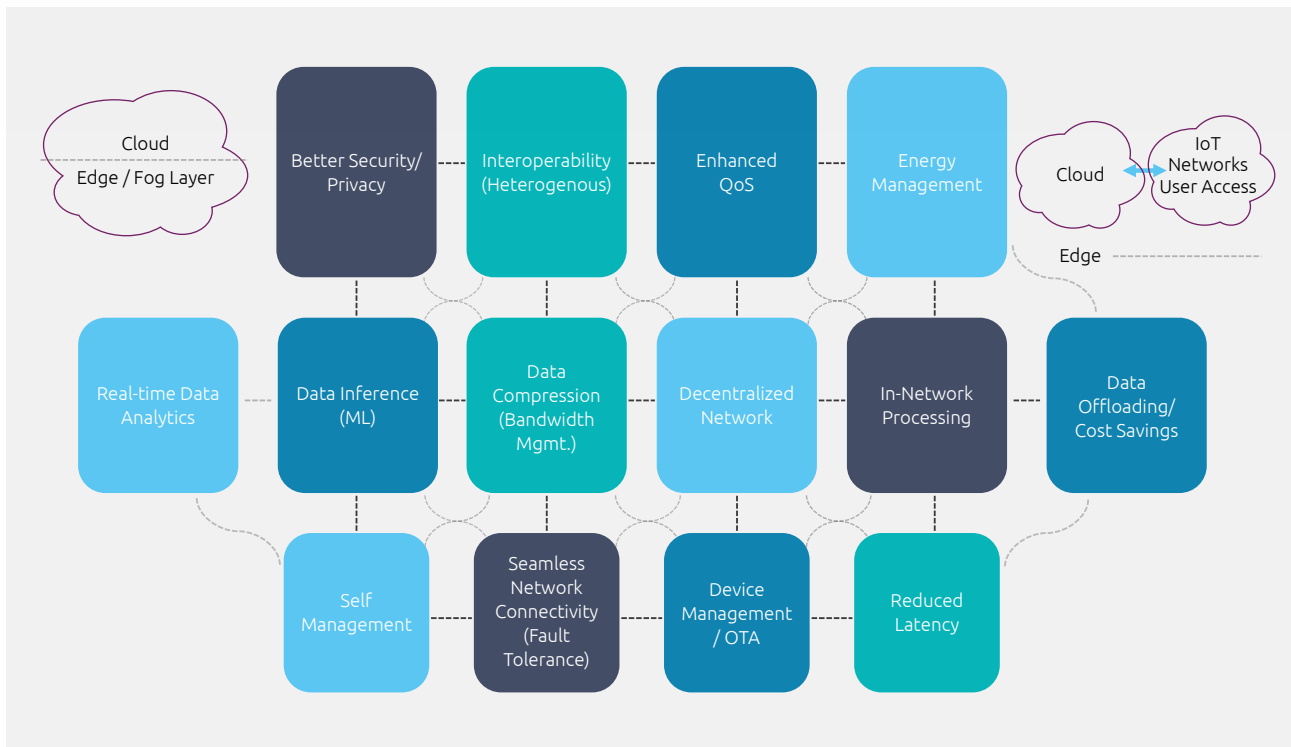 Cloud
Edge / Fog Layer
Better Security/
Privacy
Interoperability
(Heterogenous)
Enhanced
QoS
Energy
Management
Cloud
IoT
Networks
User Access
Edge
Real-time Data
Analytics
Data Inference
(ML)
Data
Compression
(Bandwidth
Mgmt.)
Decentralized
Network
In-Network
Processing
Data
Offloading/
Cost Savings
Self
Management
Seamless
Network
Connectivity
(Fault
Tolerance)
Device
Management
/ OTA
Reduced
Latency